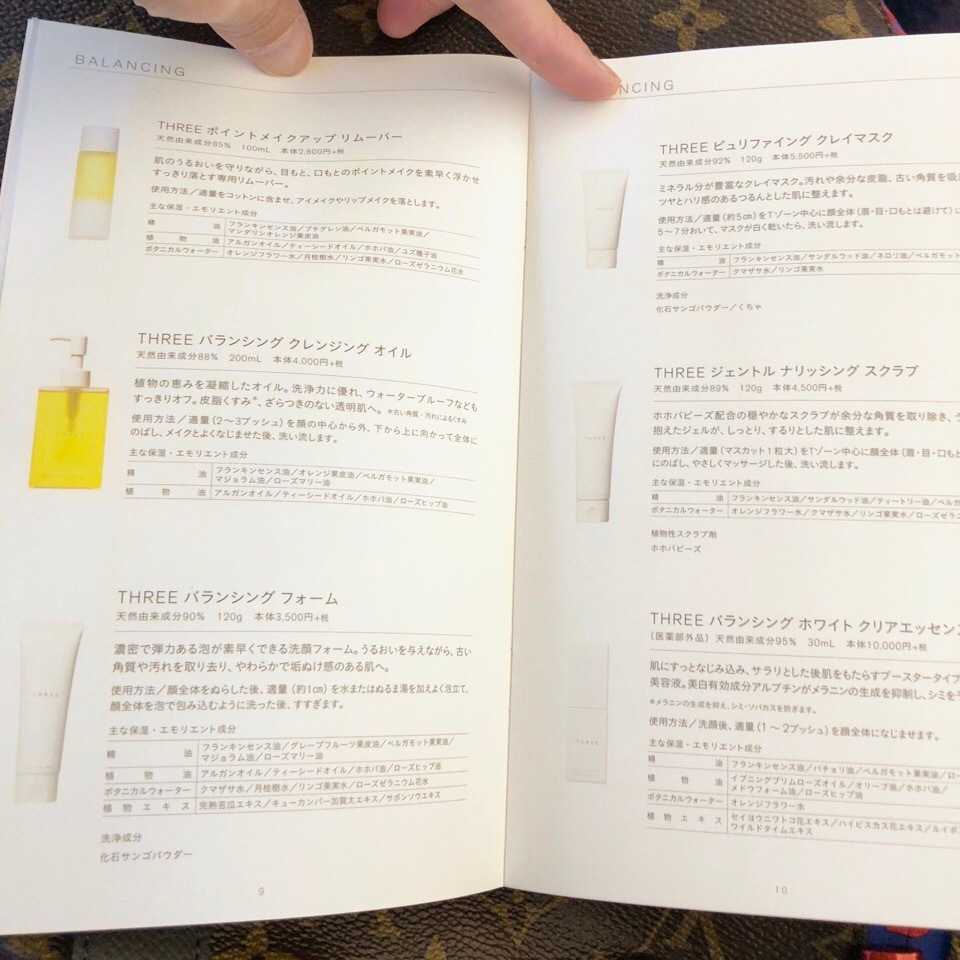 BALANCING
THREE ポイントメイクアップ リムーバー
天然由来成分85% 100mL 本体2,800円+税
肌のうるおいを守りながら、目もと、口もとのポイントメイクを素早く浮かせ
すっきり落とす専用リムーバー。
使用方法／適量をコットンに含ませ、アイメイクやリップメイクを落とします。
主な保湿・エモリエント成分
精油 フランキンセンス油／プチグレン油／ベルガモット果実油／
マンダリンオレンジ果皮油
植物油 アルガンオイル／ティーシードオイル／ホホバ油／ユズ種子油
ボタニカルウォーター オレンジフラワー水／月桂樹水／リンゴ果実水／ローズゼラニウム花水
THREE バランシング クレンジング オイル
天然由来成分88% 200mL 本体4,000円+税
植物の恵みを凝縮したオイル。洗浄力に優れ、ウォータープルーフなども
すっきりオフ。皮脂くすみ*、ざらつきのない透明肌へ。 ※古い角質・汚れによるくすみ
使用方法／適量（2〜3プッシュ）を顔の中心から外、下から上に向かって全体に
のばし、メイクとよくなじませた後、洗い流します。
主な保湿・エモリエント成分
精油 フランキンセンス油／オレンジ果皮油／ベルガモット果実油／
マジョラム油／ローズマリー油
植物油 アルガンオイル／ティーシードオイル／ホホバ油／ローズヒップ油
THREE バランシング フォーム
天然由来成分90% 120g 本体3,500円+税
濃密で弾力ある泡が素早くできる洗顔フォーム。うるおいを与えながら、古い
角質や汚れを取り去り、やわらかで垢ぬけ感のある肌へ。
使用方法／顔全体をぬらした後、適量（約1cm）を水またはぬるま湯を加えよく泡立て、
顔全体を泡で包み込むように洗った後、すすぎます。
主な保湿・エモリエント成分
精油 フランキンセンス油／グレープフルーツ果皮油／ベルガモット果実油／
マジョラム油／ローズマリー油
植物油 アルガンオイル／ティーシードオイル／ホホバ油／ローズヒップ油
ボタニカルウォーター クマザサ水／月桂樹水／リンゴ果実水／ローズゼラニウム花水
植物エキス 完熟苦瓜エキス／キューカンバー加賀太エキス／サボンソウエキス
洗浄成分
化石サンゴパウダー
THREE
9
NCING
THREE ピュリファイング クレイマスク
天然由来成分92% 120g 本体5,500円+税
ミネラル分が豊富なクレイマスク。汚れや余分な皮脂、古い角質を吸
ツヤとハリ感のあるつるんとした肌に整えます。
使用方法／適量（約5cm）をTゾーン中心に顔全体（眉・目・口もとは避けて）に
5〜7分おいて、マスクが白く乾いたら、洗い流します。
主な保湿・エモリエント成分
精油 フランキンセンス油／サンダルウッド油／ネロリ油／ベルガモット
ボタニカルウォーター クマザサ水／リンゴ果実水
洗浄成分
化石サンゴパウダー／くちゃ
THREE ジェントル ナリッシング スクラブ
天然由来成分89% 120g 本体4,500円+税
ホホバビーズ配合の穏やかなスクラブが余分な角質を取り除き、
抱えたジェルが、しっとり、するりとした肌に整えます。
使用方法／適量（マスカット1粒大）をTゾーン中心に顔全体（眉・目・口もと
にのばし、やさしくマッサージした後、洗い流します。
主な保湿・エモリエント成分
精油 フランキンセンス油／サンダルウッド油／ティートリー油／ベル
ボタニカルウォーター オレンジフラワー水／クマザサ水／リンゴ果実水／ローズゼラニ
植物性スクラブ剤
ホホバビーズ
THREE
THREE バランシング ホワイト クリアエッセン
（医薬部外品）天然由来成分95% 30mL 本体10,000円+税
肌にすっとなじみ込み、サラリとした後肌をもたらすブースタータイプ
美容液。美白有効成分アルブチンがメラニンの生成を抑制し、シミを
※メラニンの生成を抑え、シミ・ソバカスを防ぎます。
使用方法／洗顔後、適量（1〜2プッシュ）を顔全体になじませます。
主な保湿・エモリエント成分
精油 フランキンセンス油／パチョリ油／ベルガモット果実油／ロー
植物油 イブニングプリムローズオイル／オリーブ油／ホホバ油／
メドウフォーム油／ローズヒップ油
ボタニカルウォーター オレンジフラワー水
植物エキス セイヨウニワトコ花エキス／ハイビスカス花エキス／ルイボ
ワイルドタイムエキス
THREE
10